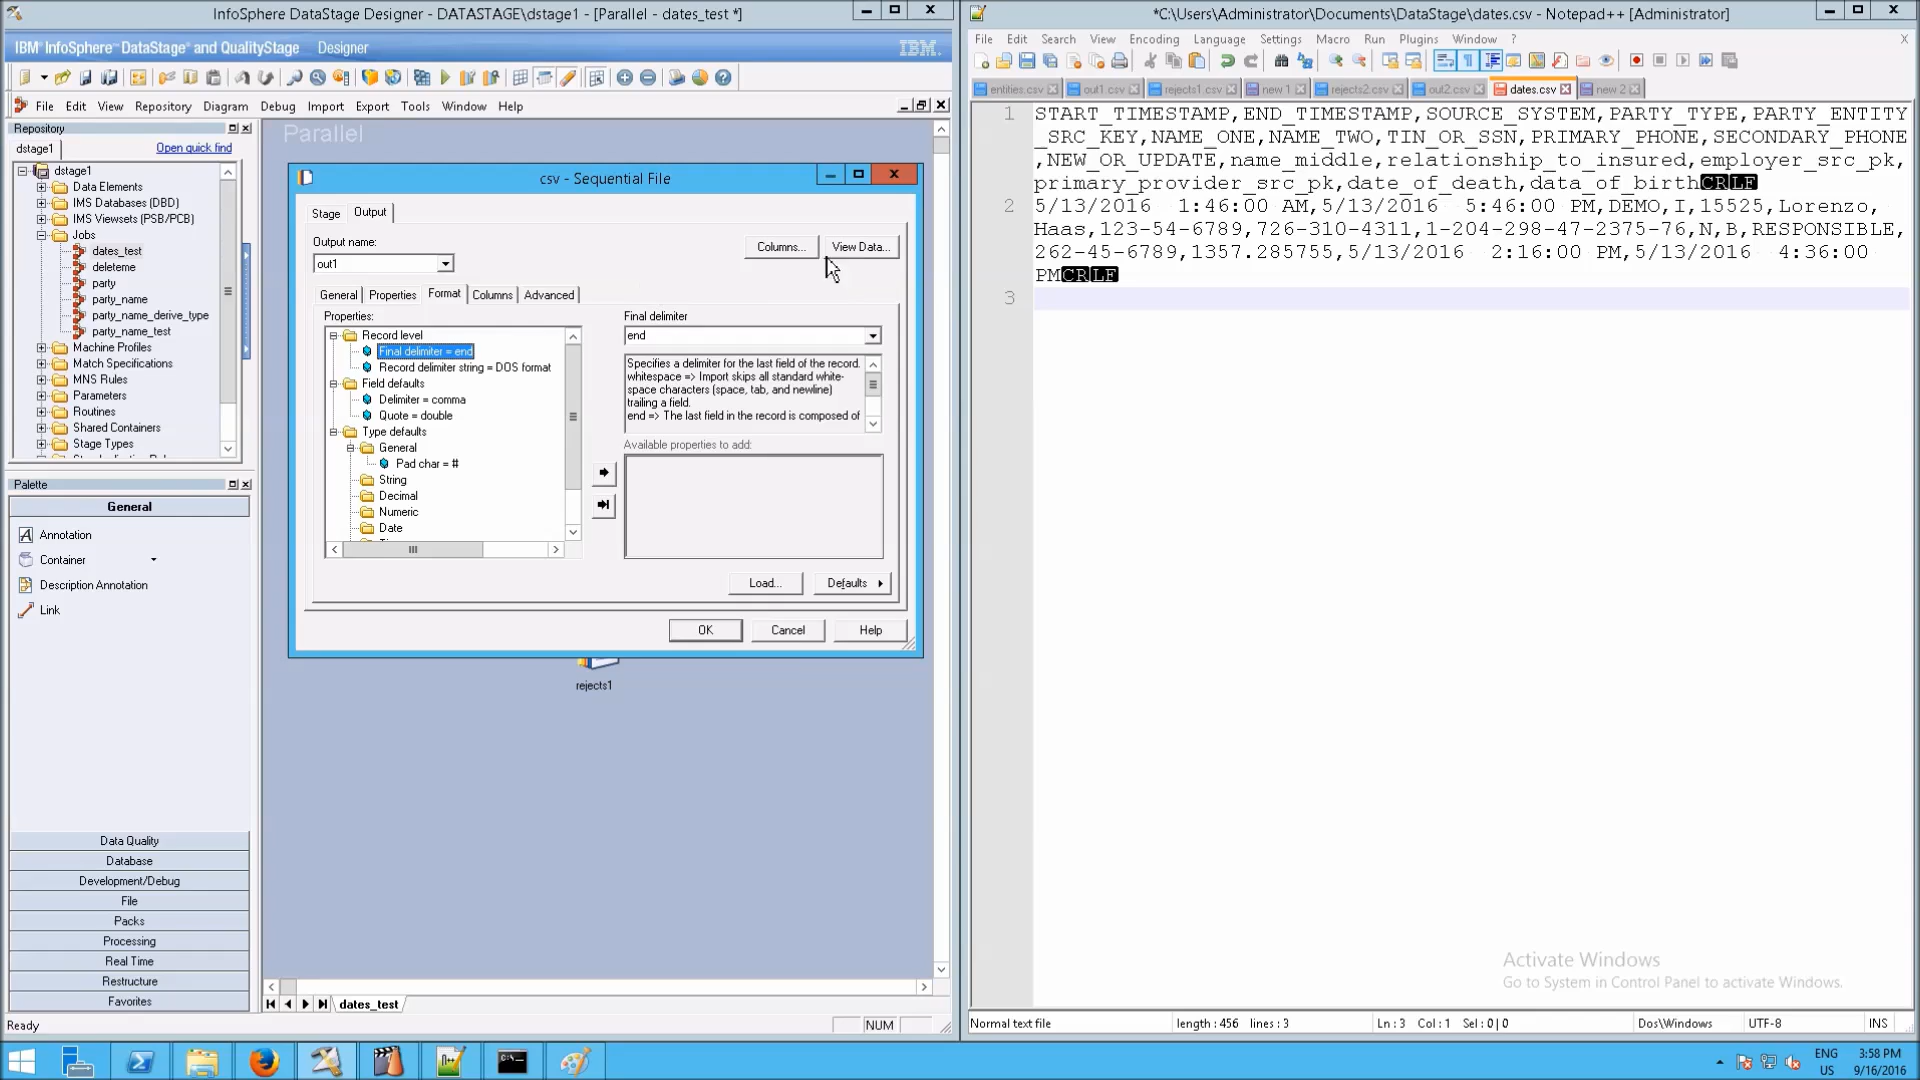 InfoSphere DataStage Designer - DATASTAGE\dstage1 - [Parallel - dates_test *]
IBM® InfoSphere™ DataStage® and QualityStage Designer
IBM.
File Edit View Repository Diagram Debug Import Export Tools Window Help
Repository
dstage1 Open quick find
dstage1
Data Elements
IMS Databases (DBD)
IMS Viewsets (PSB/PCB)
Jobs
dates_test
deleteme
party
party_name
party_name_derive_type
party_name_test
Machine Profiles
Match Specifications
MNS Rules
Parameters
Routines
Shared Containers
Stage Types
Palette
General
Annotation
Container
Description Annotation
Link
Data Quality
Database
Development/Debug
File
Packs
Processing
Real Time
Restructure
Favorites
Ready
NUM
Parallel
csv - Sequential File
Stage Output
Output name:
out1
Columns... View Data...
General Properties Format Columns Advanced
Properties:
Record level
Final delimiter = end
Record delimiter string = DOS format
Field defaults
Delimiter = comma
Quote = double
Type defaults
General
Pad char = #
String
Decimal
Numeric
Date
Final delimiter
end
Specifies a delimiter for the last field of the record.
whitespace => Import skips all standard white-
space characters (space, tab, and newline)
trailing a field.
end => The last field in the record is composed of
Available properties to add:
Load... Defaults
OK Cancel Help
rejects1
dates_test
*C:\Users\Administrator\Documents\DataStage\dates.csv - Notepad++ [Administrator]
File Edit Search View Encoding Language Settings Macro Run Plugins Window ? X
entities.csv out1 csv rejects1 csv new 1 rejects2.csv out2.csv dates.csv new 2
1 START_TIMESTAMP,END_TIMESTAMP,SOURCE_SYSTEM,PARTY_TYPE,PARTY_ENTITY
_SRC_KEY,NAME_ONE,NAME_TWO,TIN_OR_SSN,PRIMARY_PHONE,SECONDARY_PHONE
,NEW_OR_UPDATE,name_middle,relationship_to_insured,employer_src_pk,
primary_provider_src_pk,date_of_death,data_of_birthCRLF
2 5/13/2016 1:46:00 AM,5/13/2016 5:46:00 PM,DEMO,I,15525,Lorenzo,
Haas,123-54-6789,726-310-4311,1-204-298-47-2375-76,N,B,RESPONSIBLE,
262-45-6789,1357.285755,5/13/2016 2:16:00 PM,5/13/2016 4:36:00
PMCRLF
3
Activate Windows
Go to System in Control Panel to activate Windows.
Normal text file length : 456 lines : 3 Ln : 3 Col : 1 Sel : 0 | 0 Dos\Windows UTF-8 INS
ENG
US
3:58 PM
9/16/2016